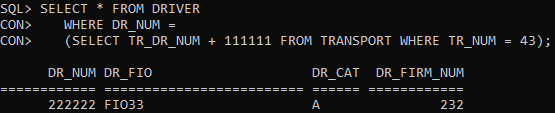 SQL> SELECT * FROM DRIVER
CON>    WHERE DR_NUM =
CON>    (SELECT TR_DR_NUM + 111111 FROM TRANSPORT WHERE TR_NUM = 43);
      DR_NUM DR_FIO                    DR_CAT  DR_FIRM_NUM
============ ========================= ====== ============
      222222 FIO33                     A               232